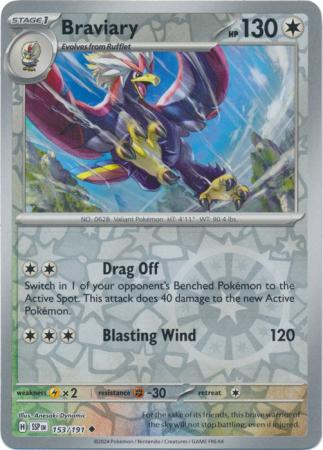 STAGE 1
Braviary
HP 130
Evolves from Rufflet
NO. 0628 Valiant Pokémon HT: 4'11" WT: 90.4 lbs
Drag Off
Switch in 1 of your opponent's Benched Pokémon to
the Active Spot. This attack does 40 damage to the new Active
Pokémon.
Blasting Wind 120
weakness ×2 resistance -30 retreat
Illus. Anesaki Dynamic
H SSP EN 153/191
For the sake of its friends, this brave warrior of
the sky will not stop battling, even if injured.
©2024 Pokémon / Nintendo / Creatures / GAME FREAK